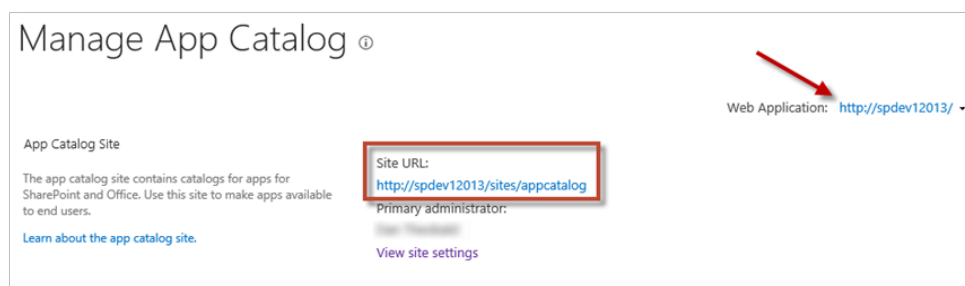 Manage App Catalog
Web Application: http://spdev12013/
App Catalog Site
The app catalog site contains catalogs for apps for
SharePoint and Office. Use this site to make apps available
to end users.
Learn about the app catalog site.
Site URL:
http://spdev12013/sites/appcatalog
Primary administrator:
View site settings